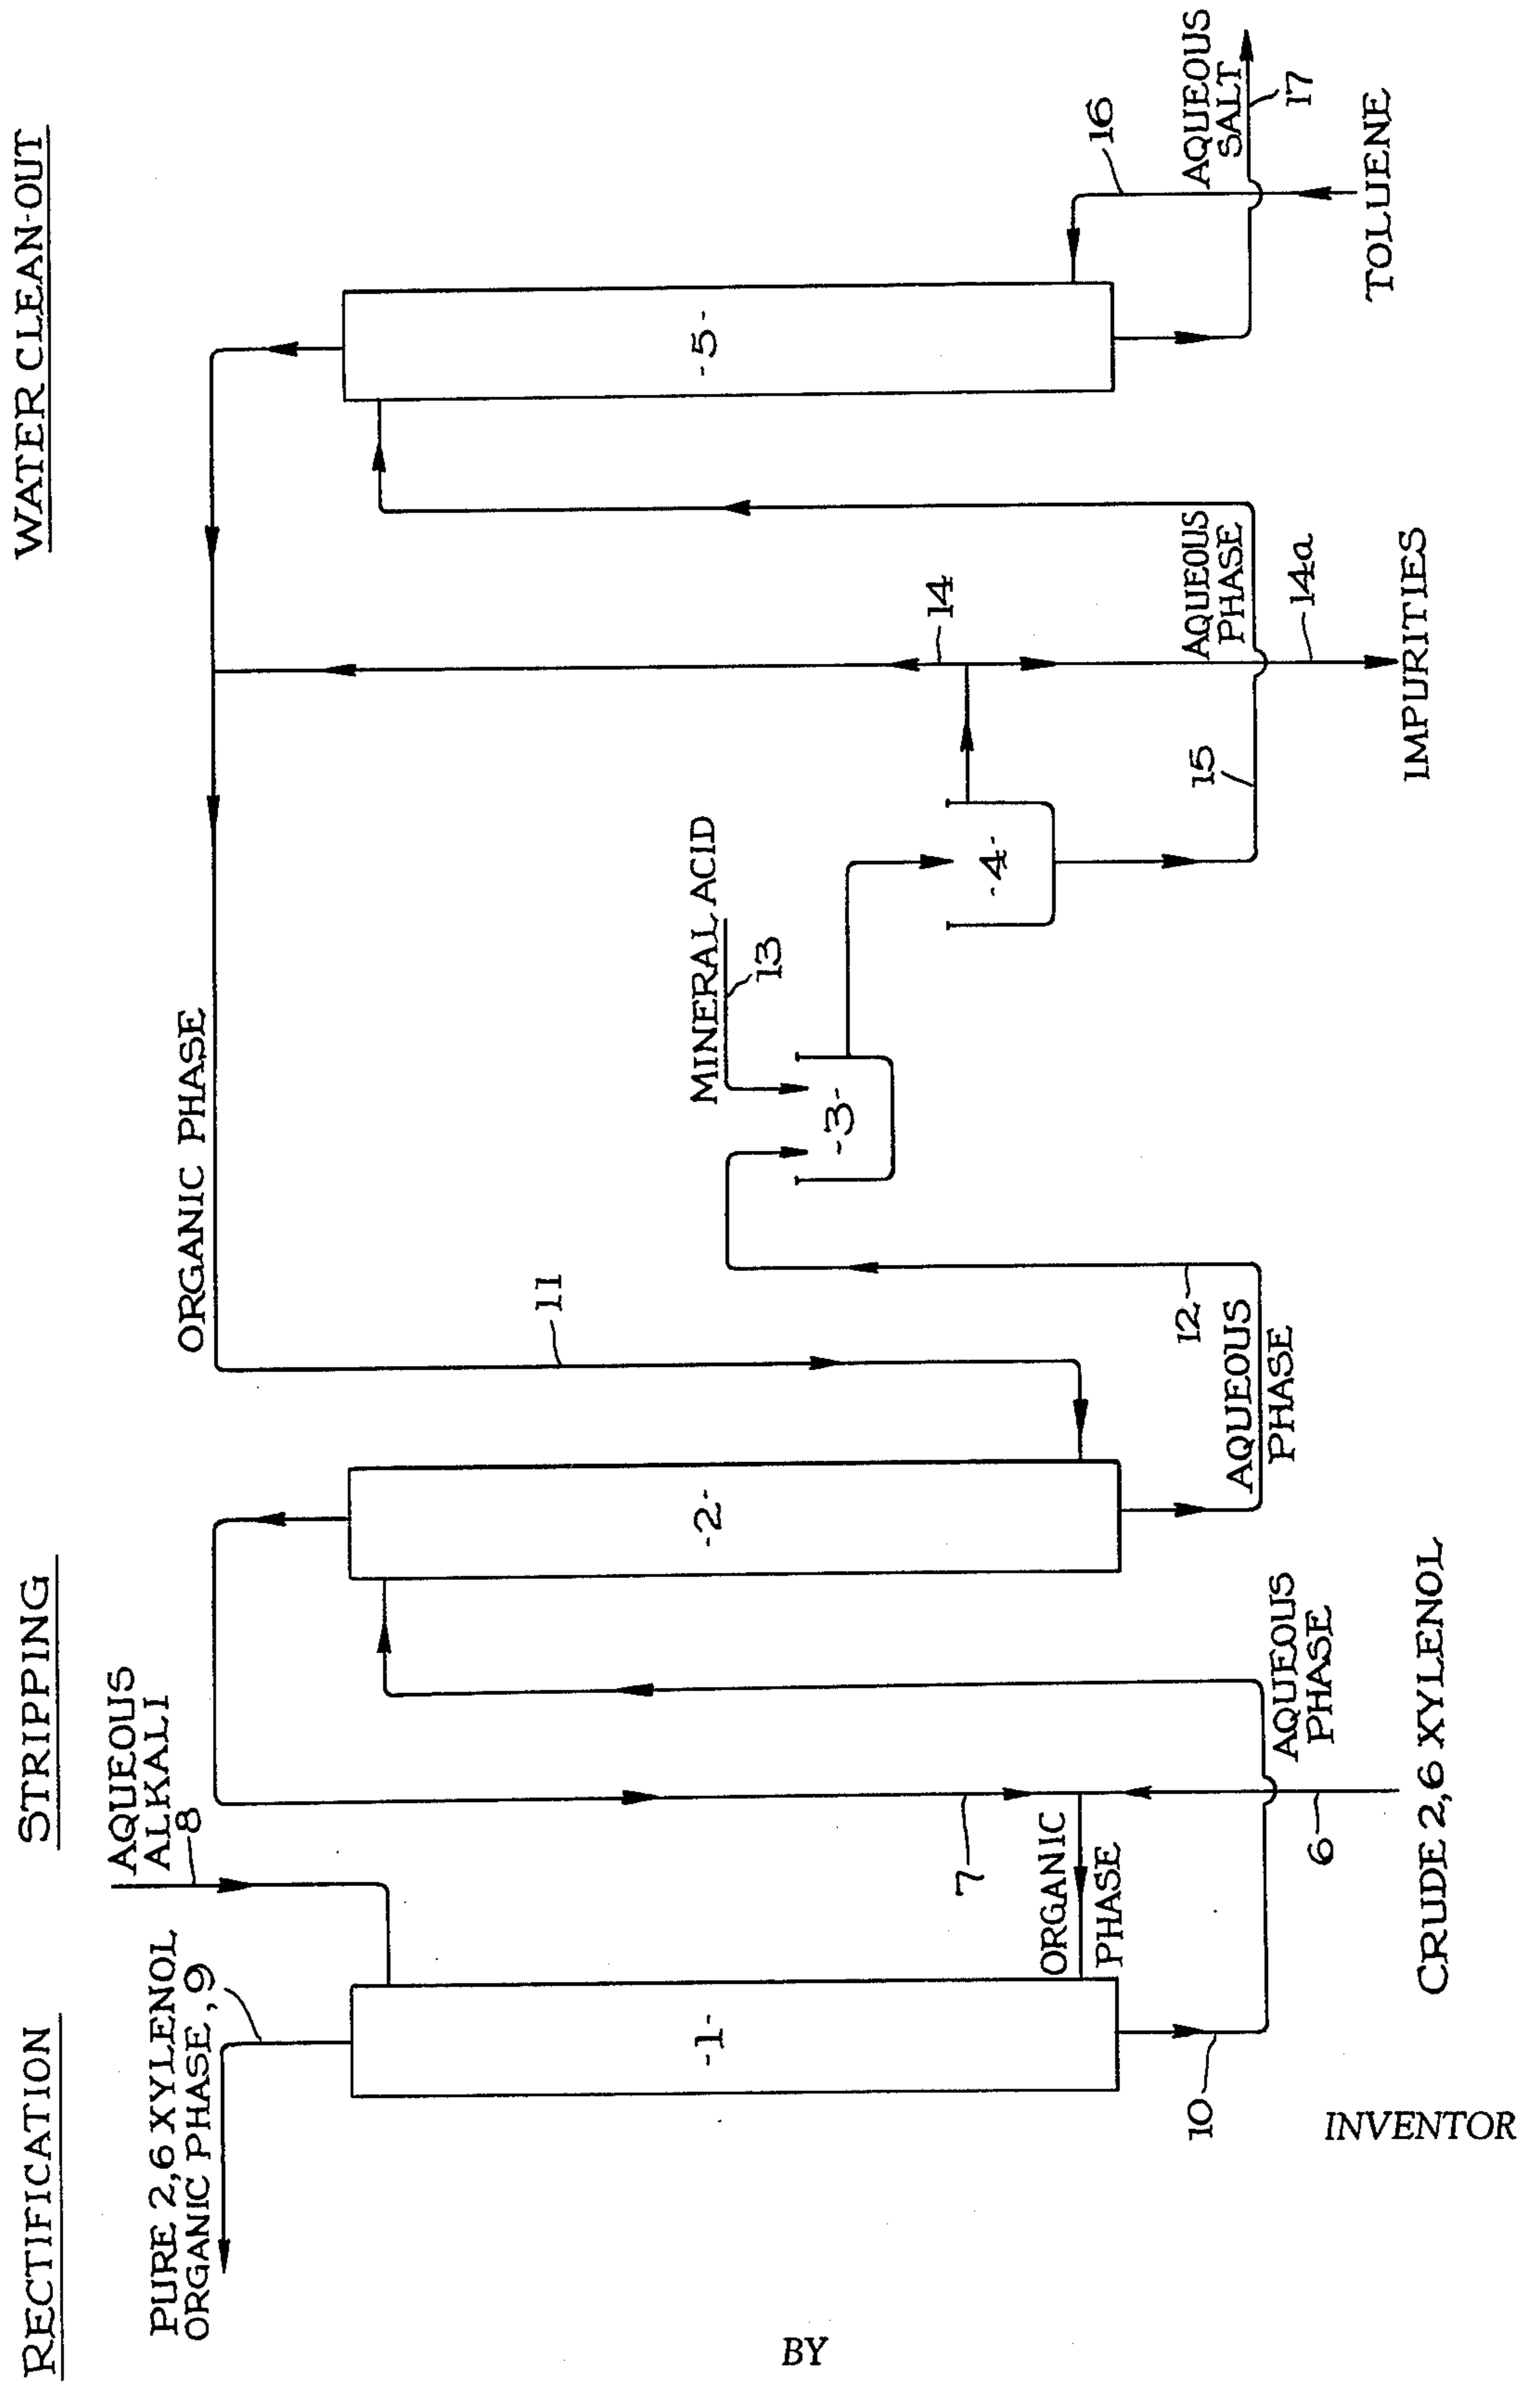 RECTIFICATION
STRIPPING
WATER CLEAN-OUT
PURE 2,6 XYLENOL
ORGANIC PHASE, 9
AQUEOUS
ALKALI
8
ORGANIC PHASE
11
MINERAL ACID
13
-1-
-2-
-3-
-4-
-5-
7
ORGANIC
PHASE
14
16
10
AQUEOUS
PHASE
6
12
AQUEOUS
PHASE
15
AQUEOUS
PHASE
14a
AQUEOUS
SALT
17
CRUDE 2,6 XYLENOL
IMPURITIES
TOLUENE
INVENTOR
BY